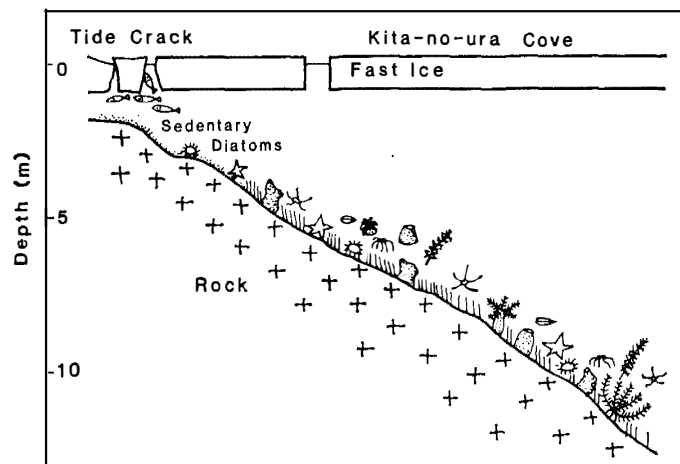 Tide Crack
Kita-no-ura Cove
0
Fast Ice
Sedentary
Diatoms
Depth (m)
5
Rock
10